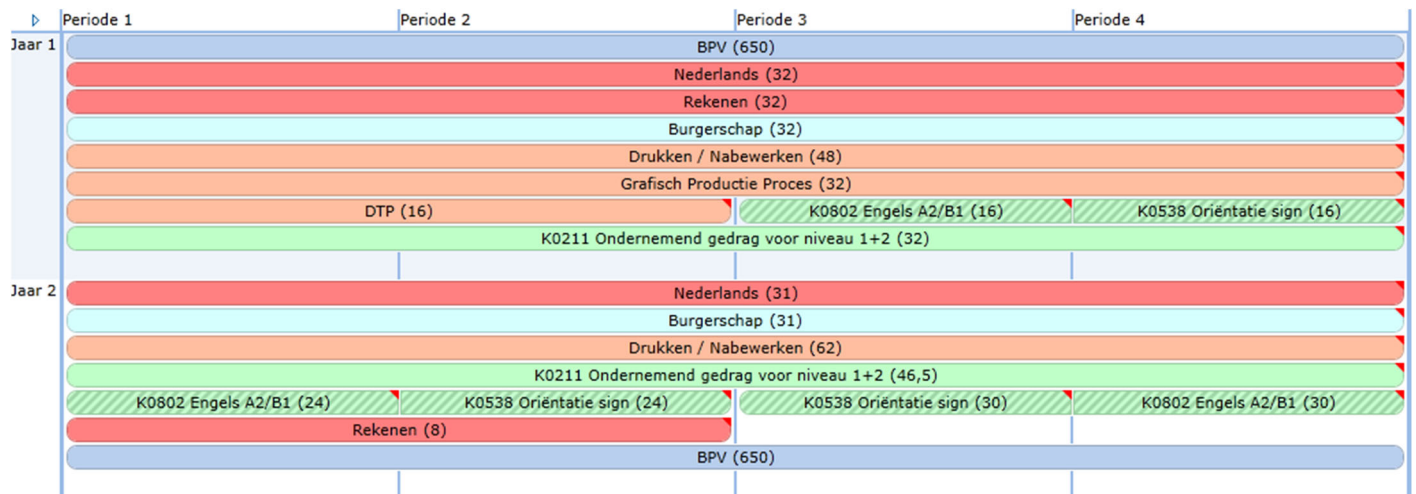 Periode 1 Periode 2 Periode 3 Periode 4
Jaar 1
BPV (650)
Nederlands (32)
Rekenen (32)
Burgerschap (32)
Drukken / Nabewerken (48)
Grafisch Productie Proces (32)
DTP (16) K0802 Engels A2/B1 (16) K0538 Oriëntatie sign (16)
K0211 Ondernemend gedrag voor niveau 1+2 (32)
Jaar 2
Nederlands (31)
Burgerschap (31)
Drukken / Nabewerken (62)
K0211 Ondernemend gedrag voor niveau 1+2 (46,5)
K0802 Engels A2/B1 (24) K0538 Oriëntatie sign (24) K0538 Oriëntatie sign (30) K0802 Engels A2/B1 (30)
Rekenen (8)
BPV (650)